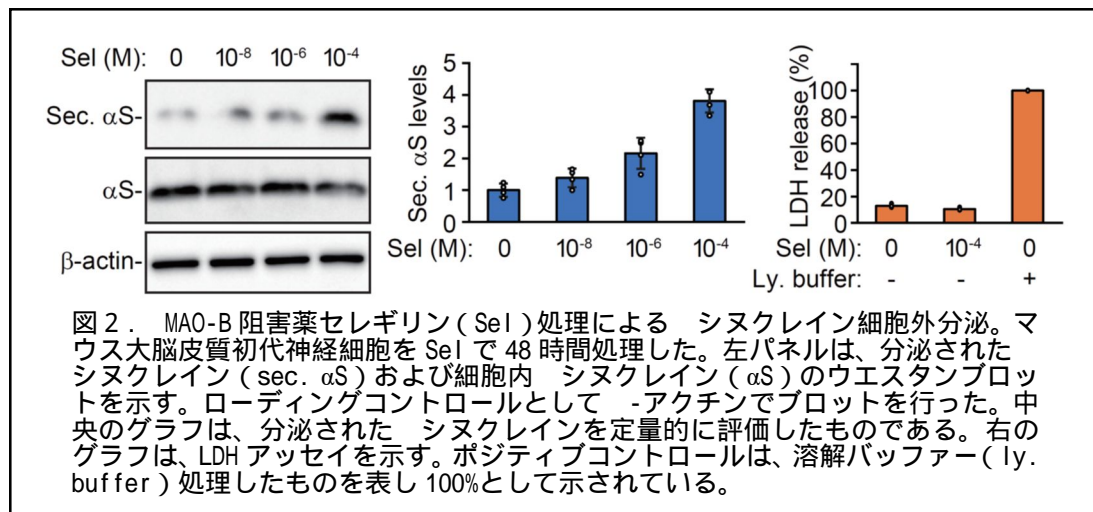 Sel (M): 0 10⁻⁸ 10⁻⁶ 10⁻⁴
Sec. αS-
αS-
β-actin-
Sec. αS levels
5
4
3
2
1
0
Sel (M): 0 10⁻⁸ 10⁻⁶ 10⁻⁴
LDH release (%)
100
80
60
40
20
0
Sel (M): 0 10⁻⁴ 0
Ly. buffer: - - +
図2. MAO-B阻害薬セレギリン(Sel)処理による シヌクレイン細胞外分泌。マ
ウス大脳皮質初代神経細胞をSelで48時間処理した。左パネルは、分泌された
シヌクレイン(sec. αS)および細胞内 シヌクレイン(αS)のウエスタンブロッ
トを示す。ローディングコントロールとして -アクチンでブロットを行った。中
央のグラフは、分泌された シヌクレインを定量的に評価したものである。右の
グラフは、LDHアッセイを示す。ポジティブコントロールは、溶解バッファー(ly.
buffer)処理したものを表し100%として示されている。